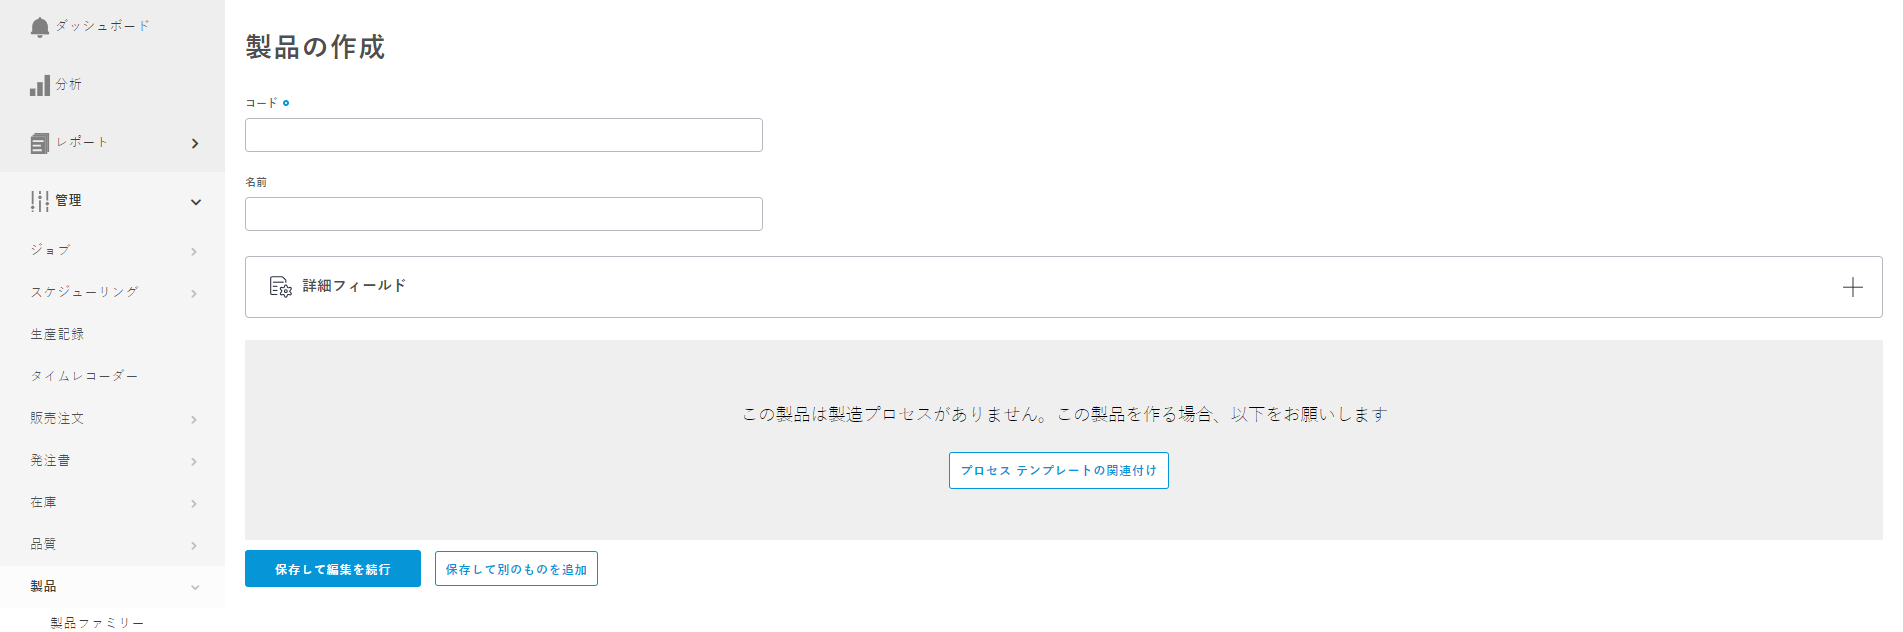 ダッシュボード
分析
レポート
管理
ジョブ
スケジューリング
生産記録
タイムレコーダー
販売注文
発注書
在庫
品質
製品
製品ファミリー
製品の作成
コード
名前
詳細フィールド
この製品は製造プロセスがありません。この製品を作る場合、以下をお願いします
プロセス テンプレートの関連付け
保存して編集を続行
保存して別のものを追加